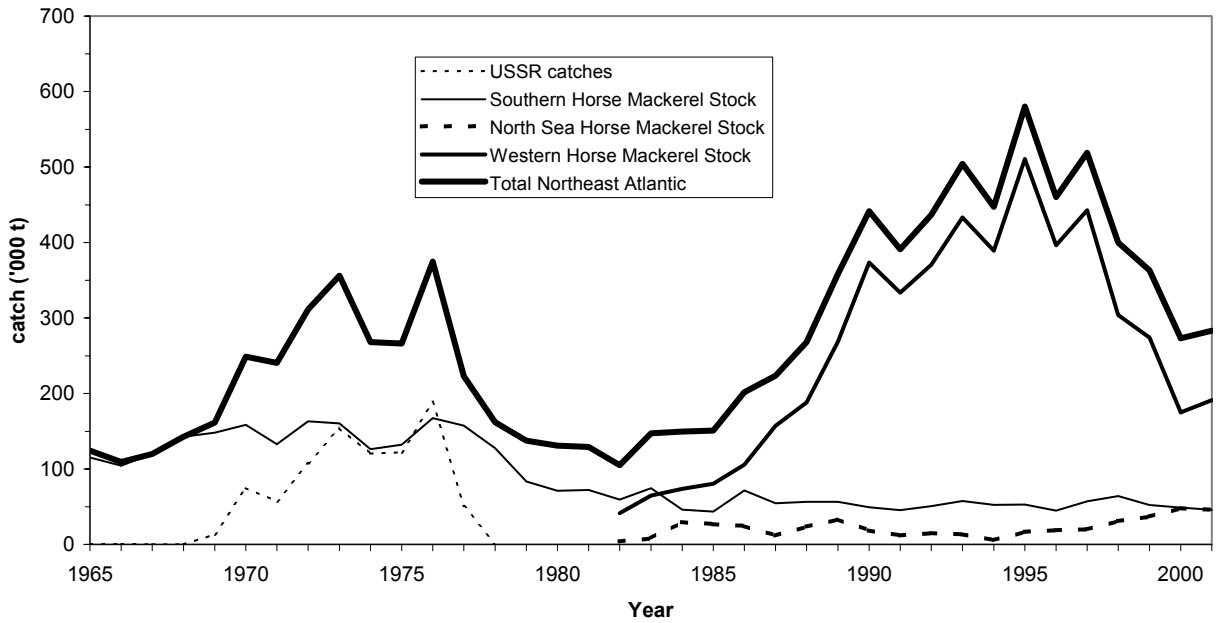 700
600
500
400
300
200
100
0
catch ('000 t)
USSR catches
Southern Horse Mackerel Stock
North Sea Horse Mackerel Stock
Western Horse Mackerel Stock
Total Northeast Atlantic
1965 1970 1975 1980 1985 1990 1995 2000
Year